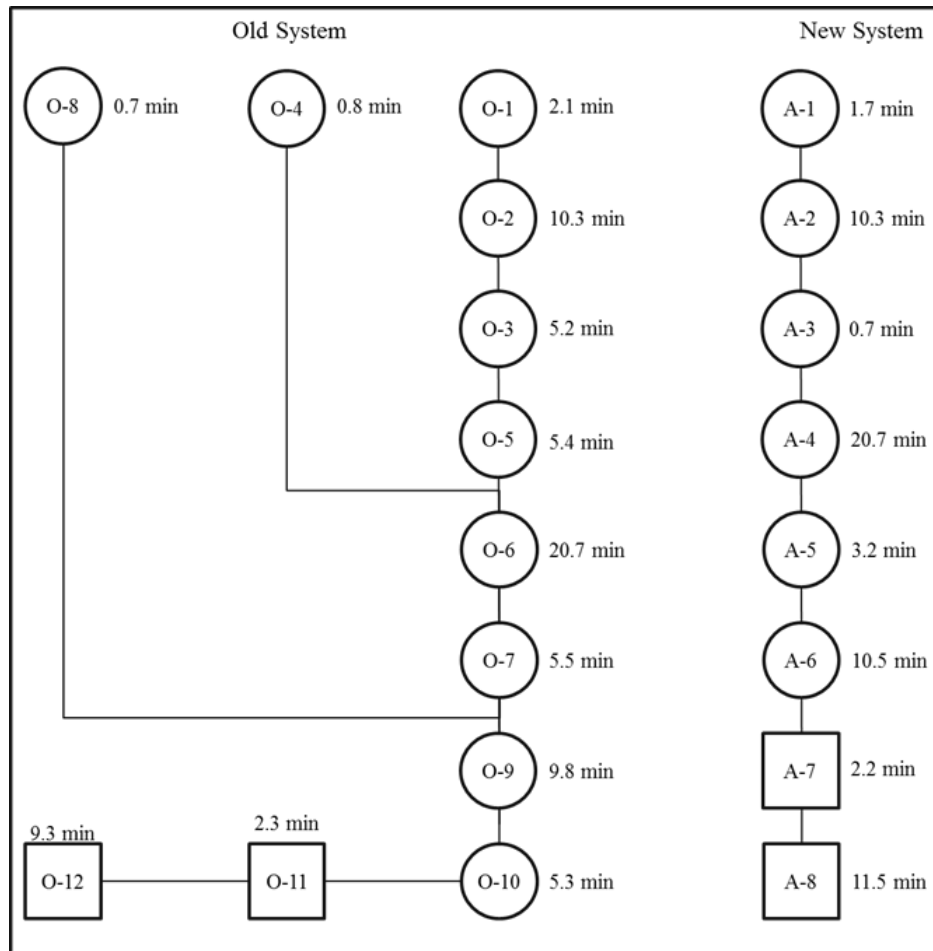 Old System New System
O-8 0.7 min O-4 0.8 min O-1 2.1 min A-1 1.7 min
O-2 10.3 min A-2 10.3 min
O-3 5.2 min A-3 0.7 min
O-5 5.4 min A-4 20.7 min
O-6 20.7 min A-5 3.2 min
O-7 5.5 min A-6 10.5 min
O-9 9.8 min A-7 2.2 min
9.3 min 2.3 min
O-12 O-11 O-10 5.3 min A-8 11.5 min